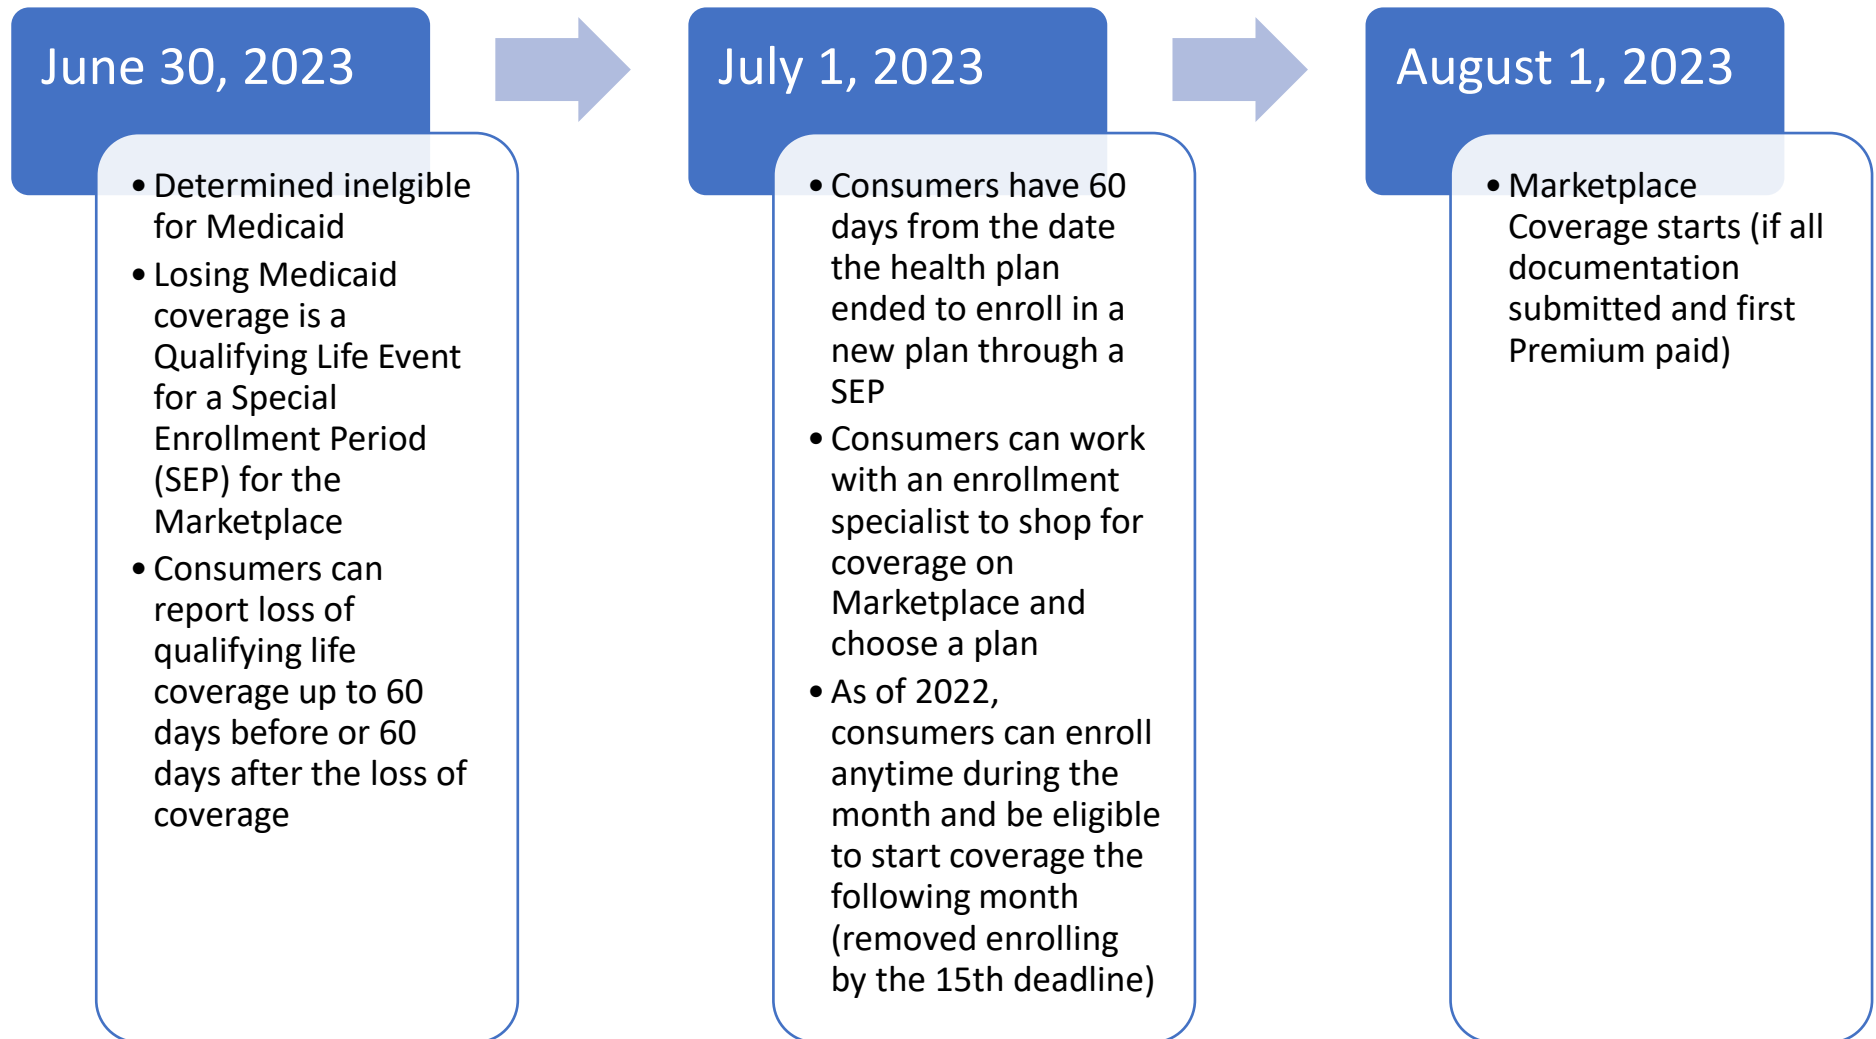 June 30, 2023
• Determined inelgible
for Medicaid
• Losing Medicaid
coverage is a
Qualifying Life Event
for a Special
Enrollment Period
(SEP) for the
Marketplace
• Consumers can
report loss of
qualifying life
coverage up to 60
days before or 60
days after the loss of
coverage
July 1, 2023
• Consumers have 60
days from the date
the health plan
ended to enroll in a
new plan through a
SEP
• Consumers can work
with an enrollment
specialist to shop for
coverage on
Marketplace and
choose a plan
• As of 2022,
consumers can enroll
anytime during the
month and be eligible
to start coverage the
following month
(removed enrolling
by the 15th deadline)
August 1, 2023
• Marketplace
Coverage starts (if all
documentation
submitted and first
Premium paid)